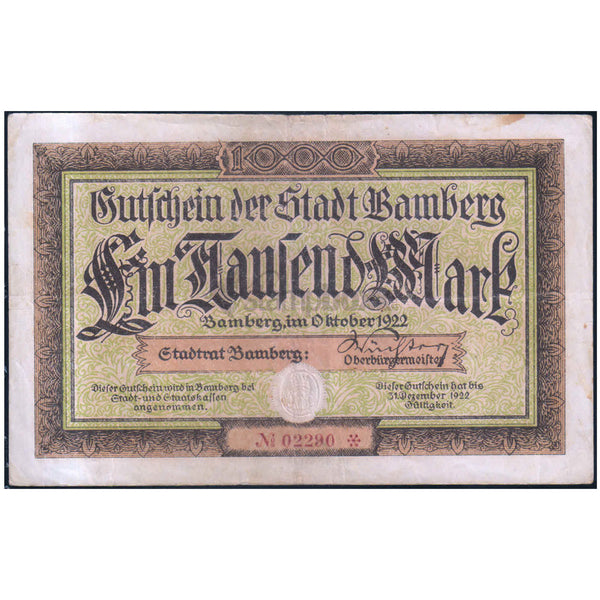 1000
Gutschein der Stadt Bamberg
Ein Tausend Mark
Bamberg, im Oktober 1922
Stadtrat Bamberg:
Oberbürgermeister
Dieser Gutschein wird in Bamberg bei
Stadt- und Staatskassen
angenommen.
Dieser Gutschein hat bis
31. Dezember 1922
Gültigkeit.
№ 02290 ※